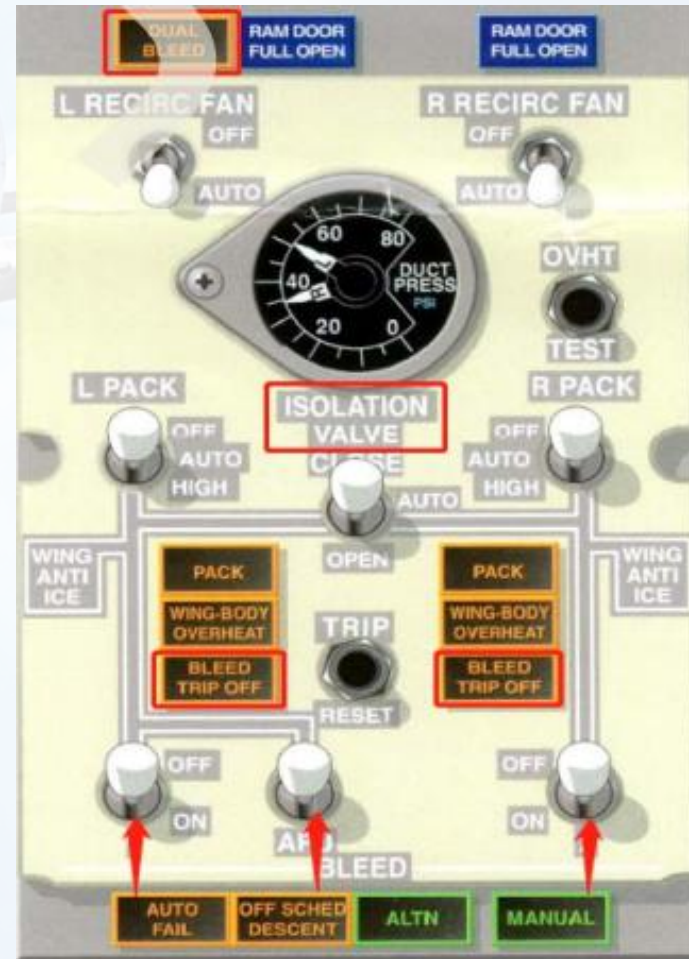 DUAL
BLEED
RAM DOOR
FULL OPEN
RAM DOOR
FULL OPEN
L RECIRC FAN
OFF
AUTO
R RECIRC FAN
OFF
AUTO
60
80
40
20
0
L
R
DUCT
PRESS
PSI
OVHT
TEST
L PACK
OFF
AUTO
HIGH
ISOLATION
VALVE
CLOSE
AUTO
OPEN
R PACK
OFF
AUTO
HIGH
WING
ANTI
ICE
WING
ANTI
ICE
PACK
WING-BODY
OVERHEAT
BLEED
TRIP OFF
TRIP
RESET
PACK
WING-BODY
OVERHEAT
BLEED
TRIP OFF
OFF
ON
OFF
ON
BLEED
AUTO
FAIL
OFF SCHED
DESCENT
ALTN
MANUAL